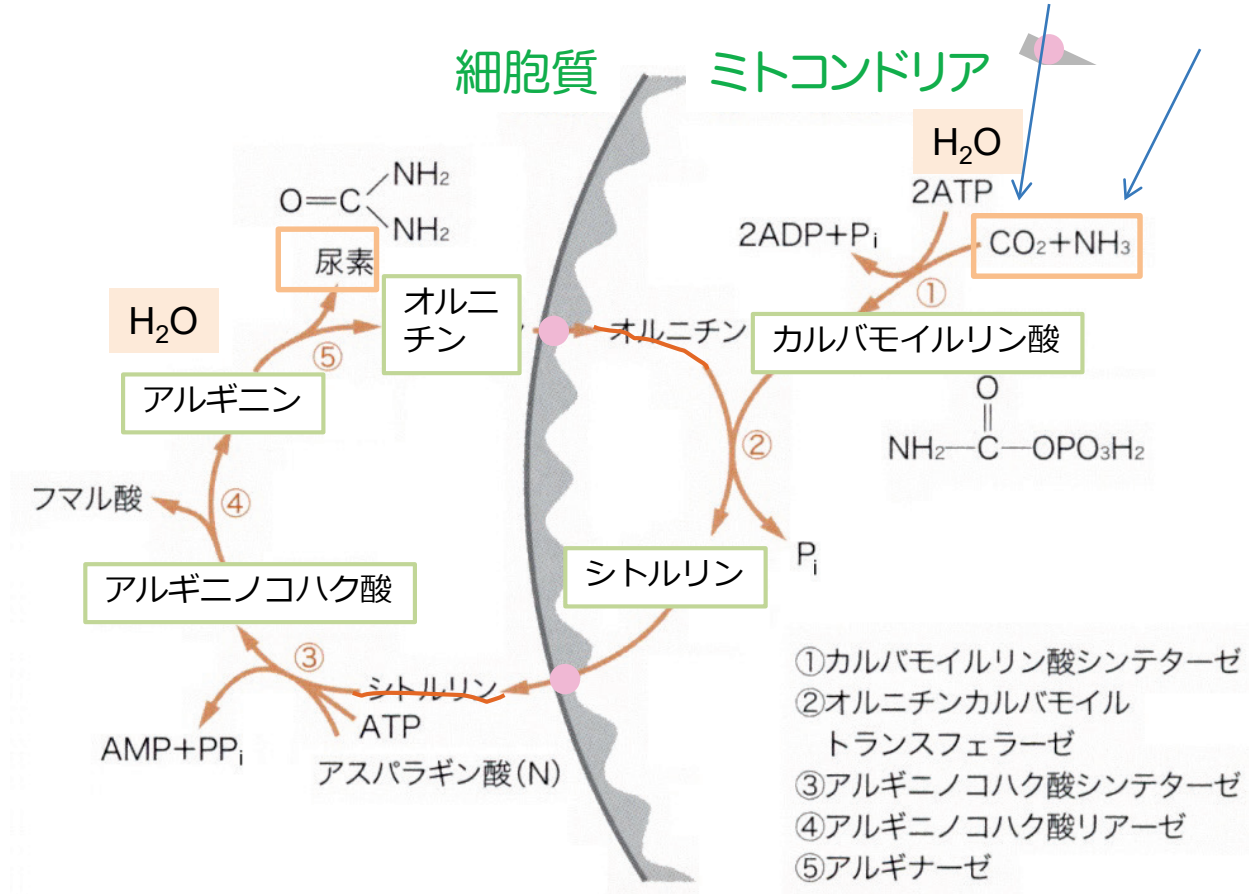 細胞質 ミトコンドリア
H₂O
2ATP
2ADP+Pi
CO₂+NH₃
①
カルバモイルリン酸
O
NH₂—C—OPO₃H₂
O=C
NH₂
NH₂
尿素
オルニ
チン
オルニチン
H₂O
⑤
アルギニン
②
Pi
シトルリン
④
フマル酸
アルギニノコハク酸
③
シトルリン
ATP
AMP+PPi
アスパラギン酸(N)
①カルバモイルリン酸シンテターゼ
②オルニチンカルバモイル
トランスフェラーゼ
③アルギニノコハク酸シンテターゼ
④アルギニノコハク酸リアーゼ
⑤アルギナーゼ